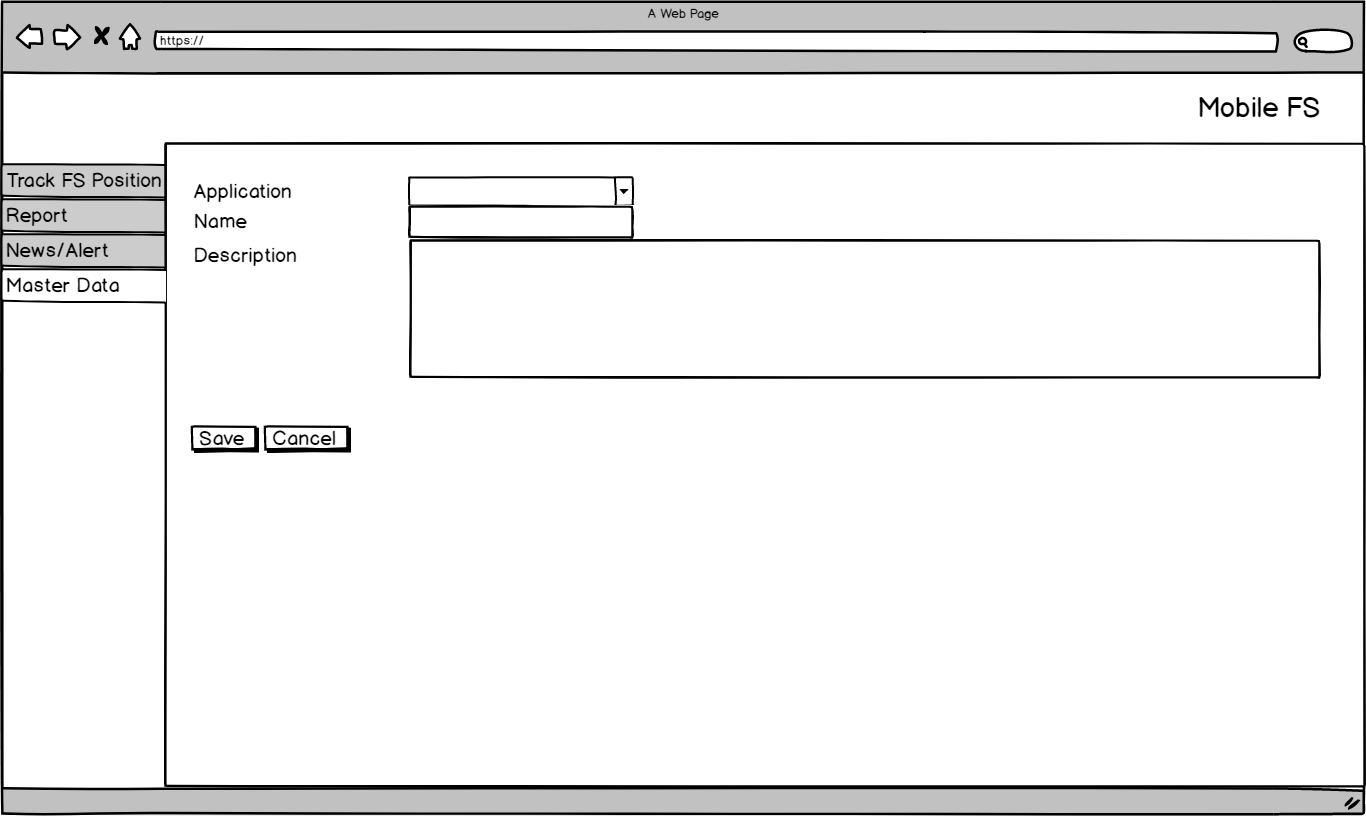 A Web Page
https://
Mobile FS
Track FS Position
Report
News/Alert
Master Data
Application
Name
Description
Save
Cancel